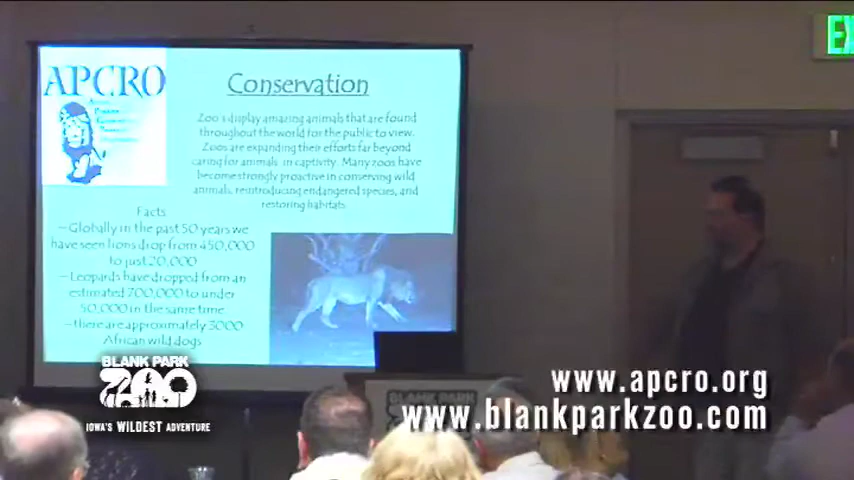 EX
APCRO
Conservation
Zoo's display amazing animals that are found
throughout the world for the public to view.
Zoos are expanding their efforts far beyond
caring for animals in captivity. Many zoos have
become strongly proactive in conserving wild
animals, reintroducing endangered species, and
restoring habitats.
Facts
- Globally in the past 50 years we
have seen lions drop from 450,000
to just 20,000
- Leopards have dropped from an
estimated 700,000 to under
50,000 in the same time
- there are approximately 3000
African wild dogs
BLANK PARK
ZOO
IOWA'S WILDEST ADVENTURE
BLANK PARK
www.apcro.org
www.blankparkzoo.com